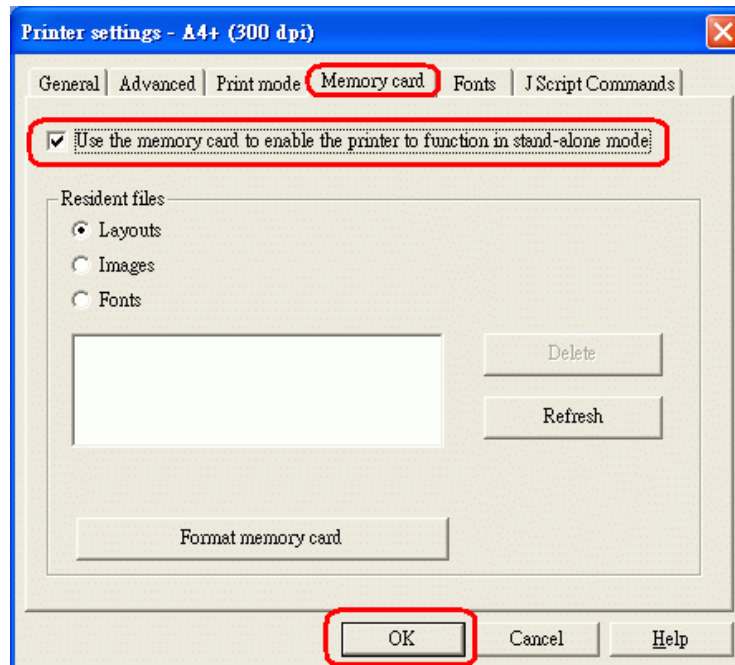 Printer settings - A4+ (300 dpi)
General Advanced Print mode Memory card Fonts J Script Commands
Use the memory card to enable the printer to function in stand-alone mode
Resident files
Layouts
Images
Fonts
Delete
Refresh
Format memory card
OK Cancel Help